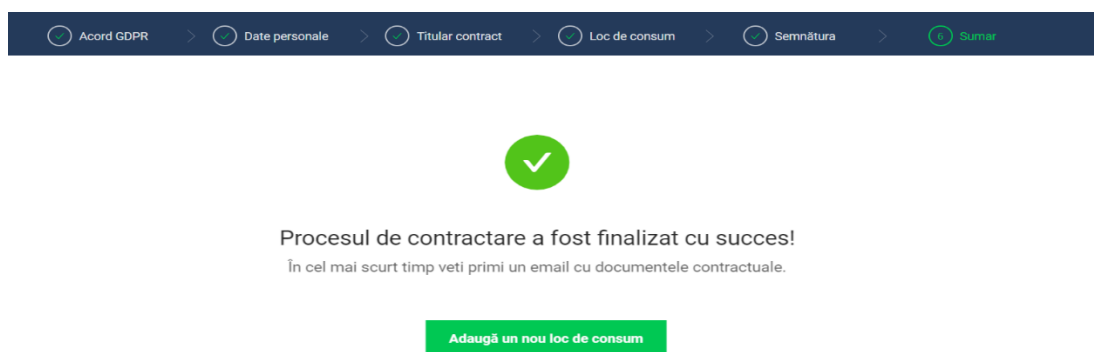 Acord GDPR Date personale Titular contract Loc de consum Semnătura 6 Sumar
Procesul de contractare a fost finalizat cu succes!
În cel mai scurt timp veti primi un email cu documentele contractuale.
Adaugă un nou loc de consum